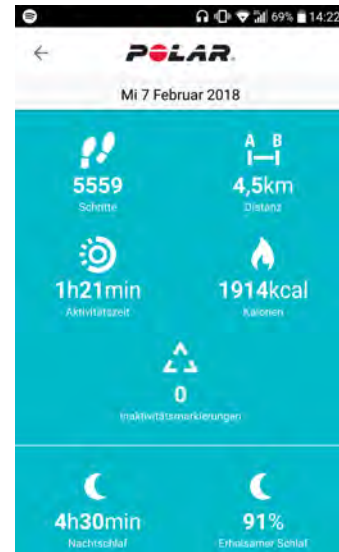 69% 14:22
POLAR.
Mi 7 Februar 2018
A B
5559 4,5km
Schritte Distanz
1h21min 1914kcal
Aktivitätszeit Kalorien
0
Inaktivitätsmarkierungen
4h30min 91%
Nachtschlaf Erholsamer Schlaf